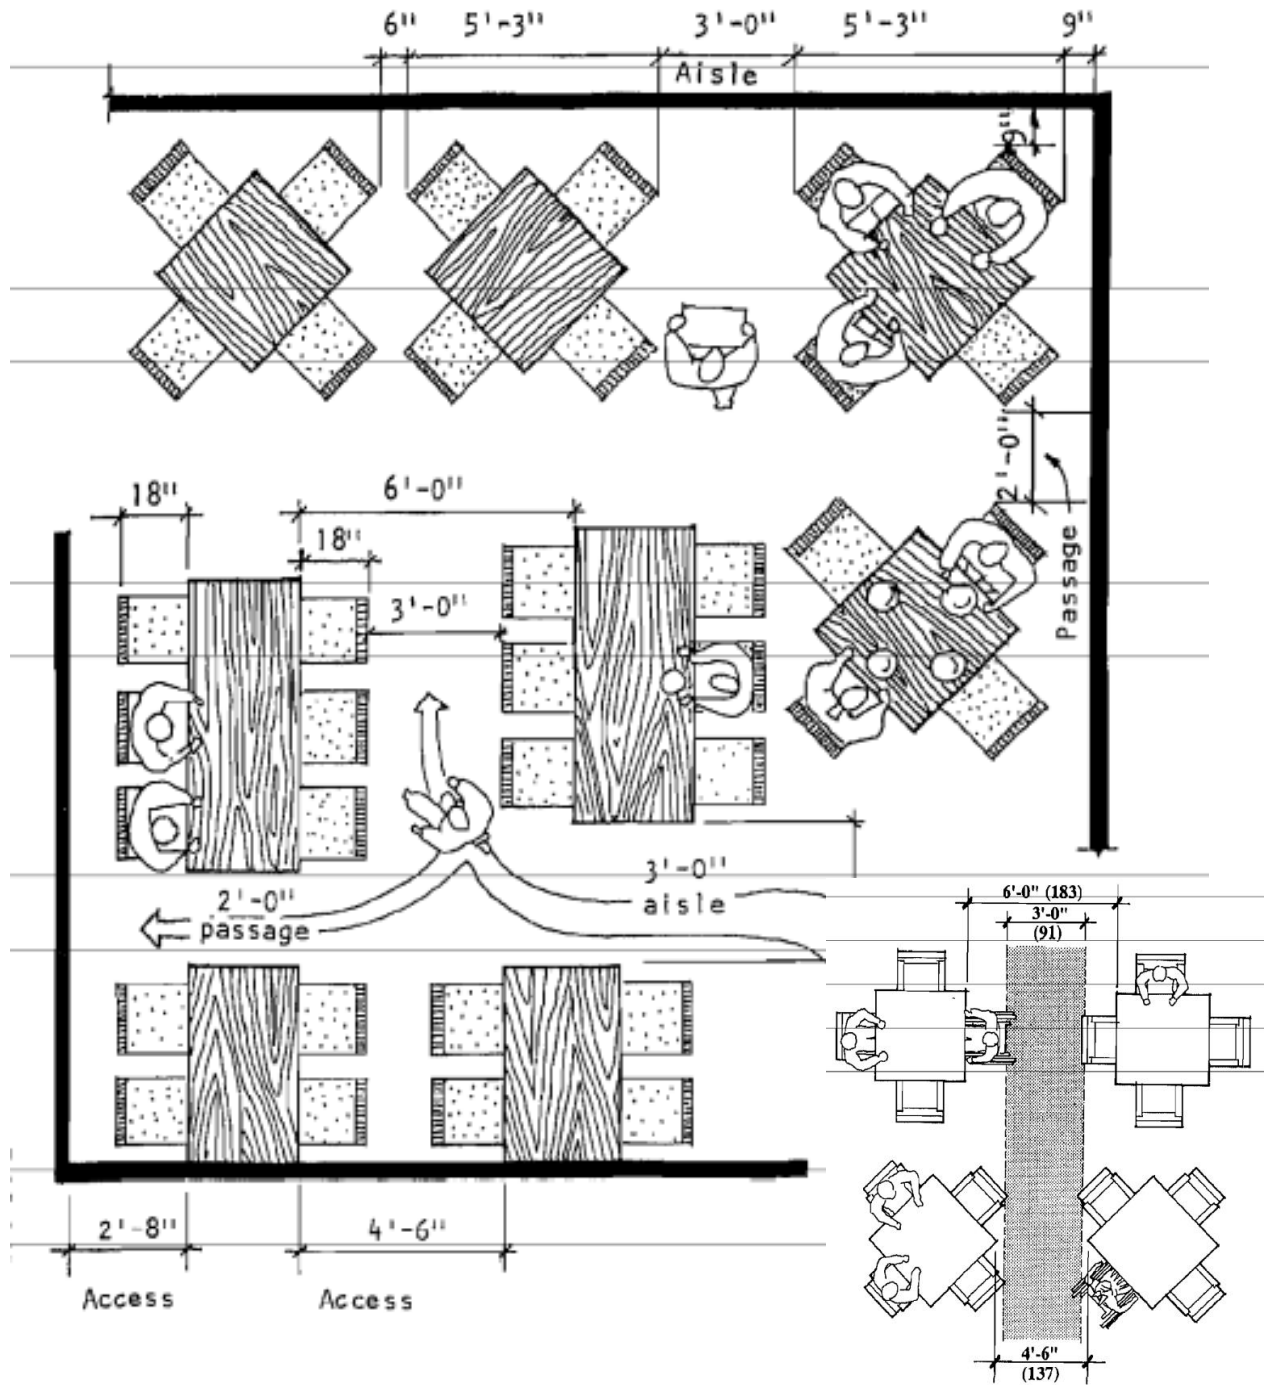 6" 5'-3" 3'-0" 5'-3" 9"
Aisle
9"
2'-0"
Passage
18" 6'-0"
18"
3'-0"
2'-0"
passage
3'-0"
aisle
2'-8" 4'-6"
Access Access
6'-0" (183)
3'-0"
(91)
4'-6"
(137)